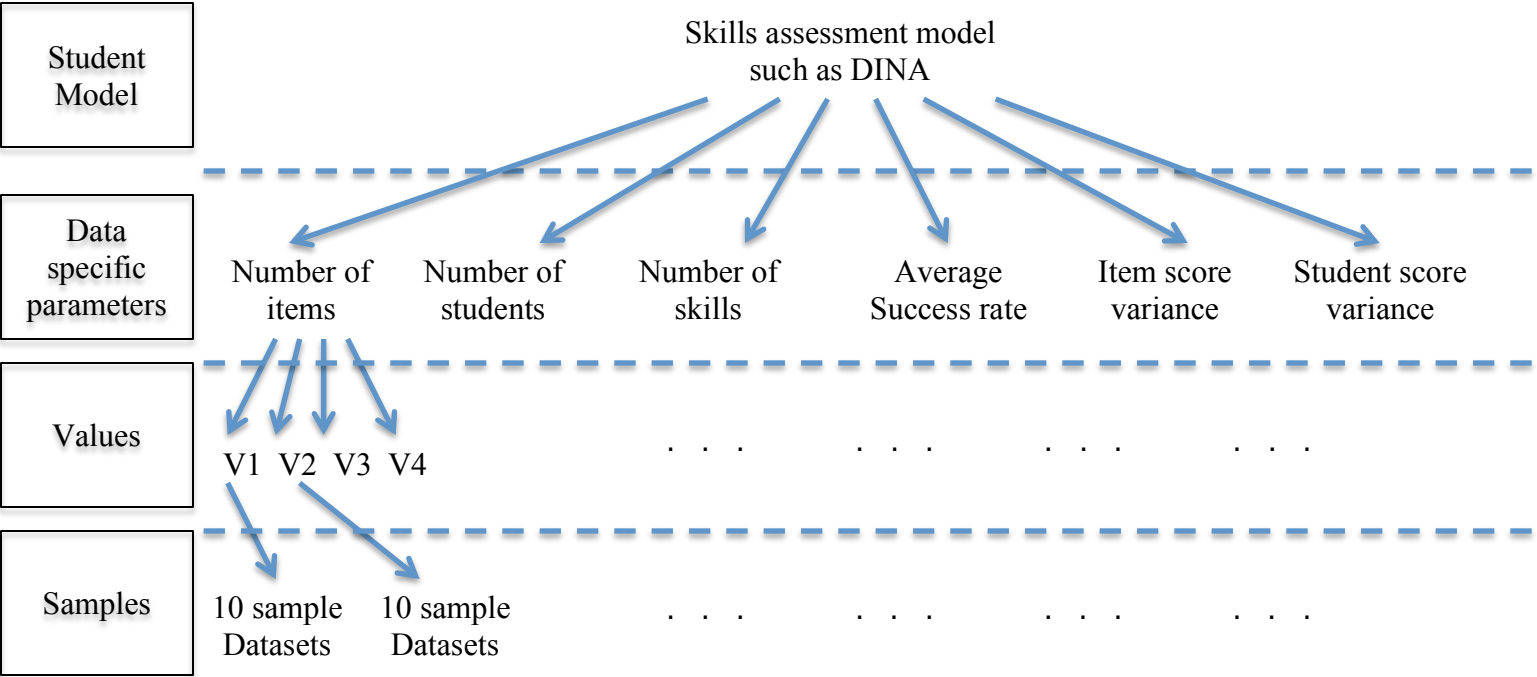 Student
Model
Skills assessment model
such as DINA
Data
specific
parameters
Number of
items
Number of
students
Number of
skills
Average
Success rate
Item score
variance
Student score
variance
Values
V1 V2 V3 V4
. . . . . . . . . . . .
Samples
10 sample
Datasets
10 sample
Datasets
. . . . . . . . . . . .